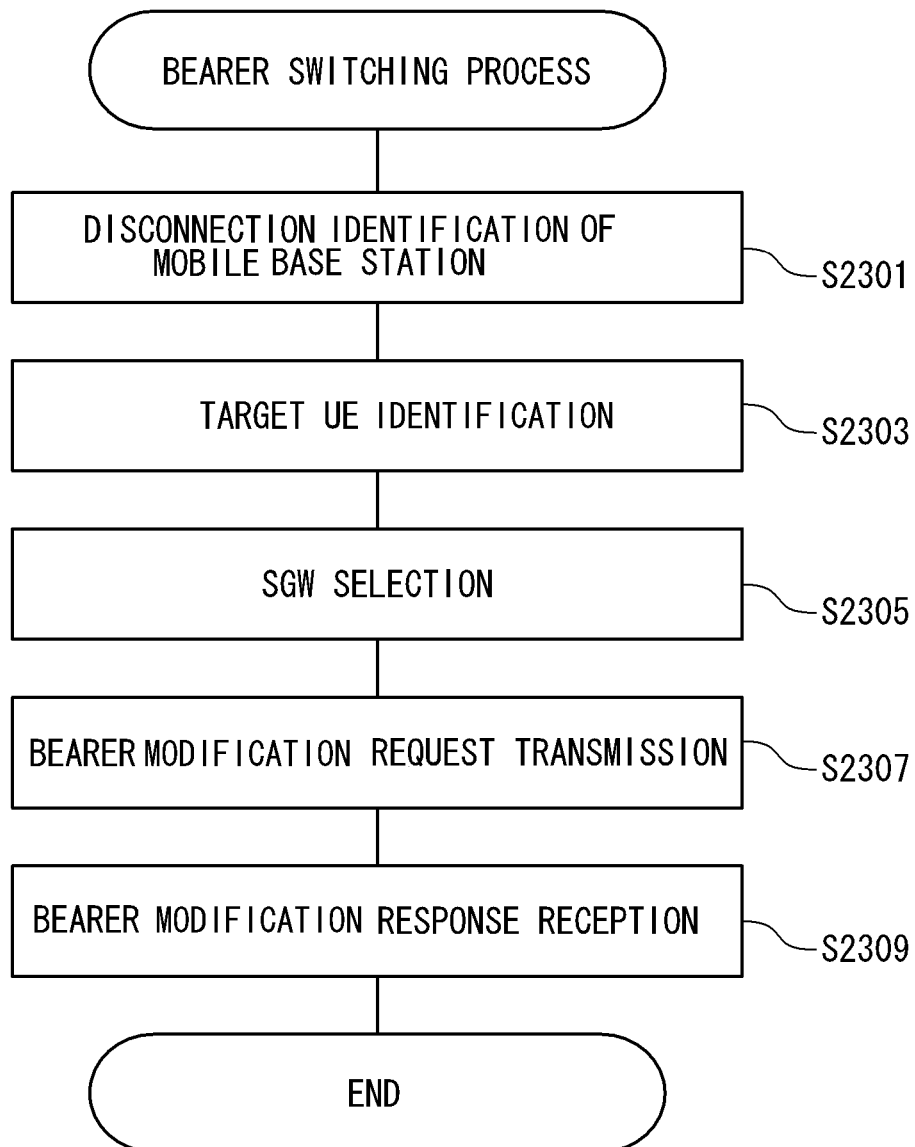 BEARER SWITCHING PROCESS
DISCONNECTION IDENTIFICATION OF
MOBILE BASE STATION
S2301
TARGET UE IDENTIFICATION
S2303
SGW SELECTION
S2305
BEARER MODIFICATION REQUEST TRANSMISSION
S2307
BEARER MODIFICATION RESPONSE RECEPTION
S2309
END